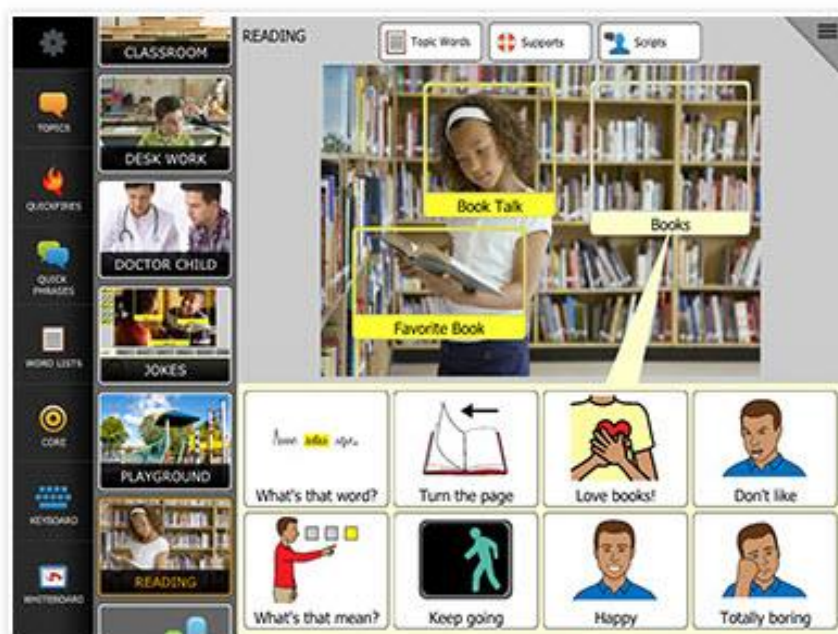 TOPICS
QUICKFIRES
QUICK
PHRASES
WORD LISTS
CORE
KEYBOARD
WHITEBOARD
CLASSROOM
DESK WORK
DOCTOR CHILD
JOKES
PLAYGROUND
READING
READING
Topic Words
Supports
Scripts
Book Talk
Books
Favorite Book
What's that word?
Turn the page
Love books!
Don't like
What's that mean?
Keep going
Happy
Totally boring